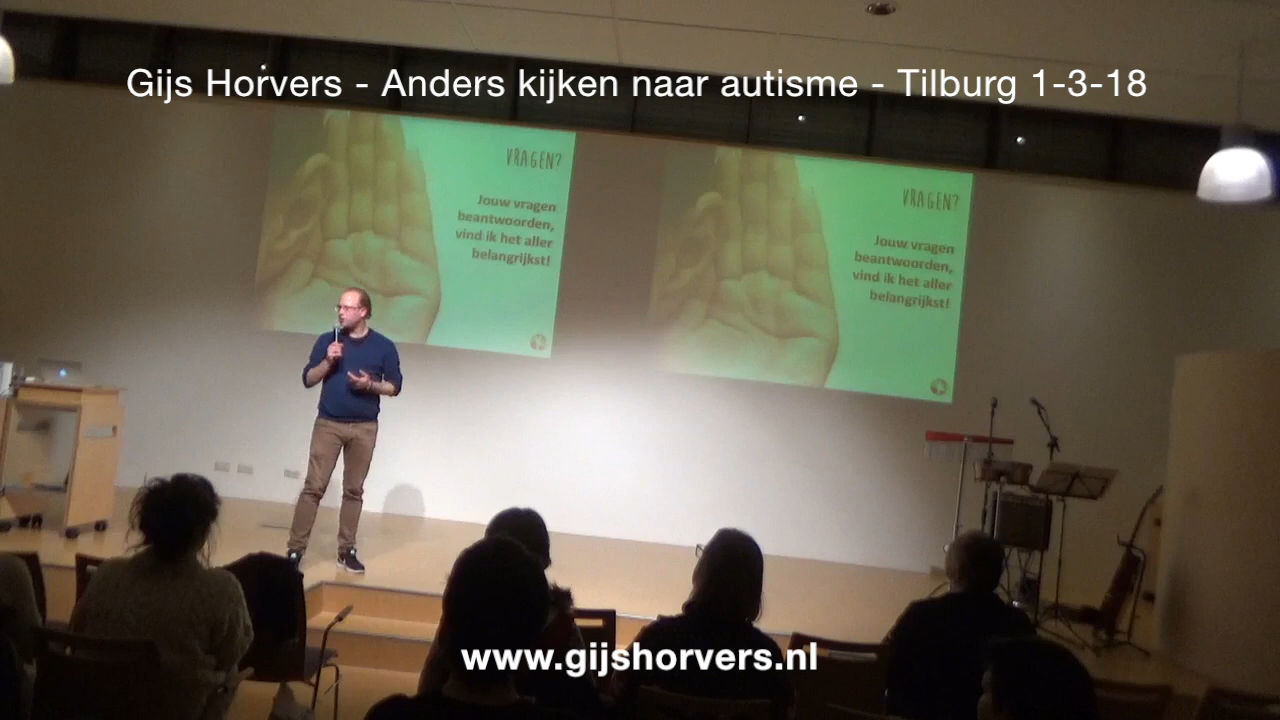 Gijs Horvers - Anders kijken naar autisme - Tilburg 1-3-18
VRAGEN?
Jouw vragen
beantwoorden,
vind ik het aller
belangrijkst!
VRAGEN?
Jouw vragen
beantwoorden,
vind ik het aller
belangrijkst!
www.gijshorvers.nl